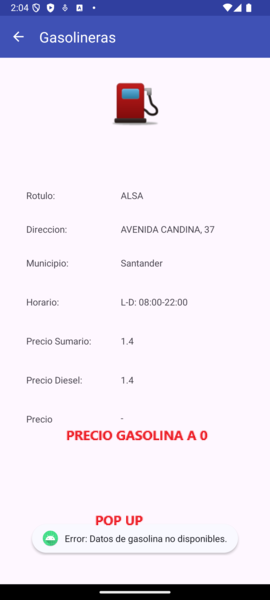 2:04
Gasolineras
Rotulo: ALSA
Direccion: AVENIDA CANDINA, 37
Municipio: Santander
Horario: L-D: 08:00-22:00
Precio Sumario: 1.4
Precio Diesel: 1.4
Precio -
PRECIO GASOLINA A 0
POP UP
Error: Datos de gasolina no disponibles.